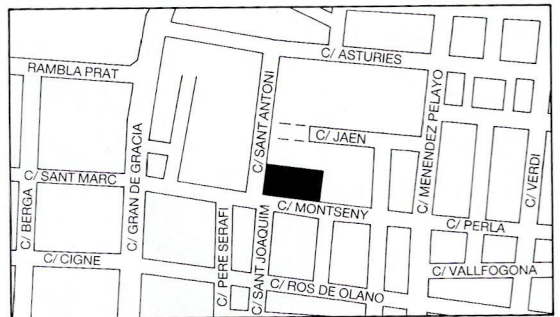 C/ ASTURIES
RAMBLA PRAT
C/ SANT ANTONI
C/ MENENDEZ PELAYO
C/ JAEN
C/ GRAN DE GRACIA
C/ VERDI
C/ SANT MARC
C/ BERGA
C/ MONTSENY
C/ PERLA
C/ PERE SERAFI
C/ SANT JOAQUIM
C/ CIGNE
C/ VALLFOGONA
C/ ROS DE OLANO